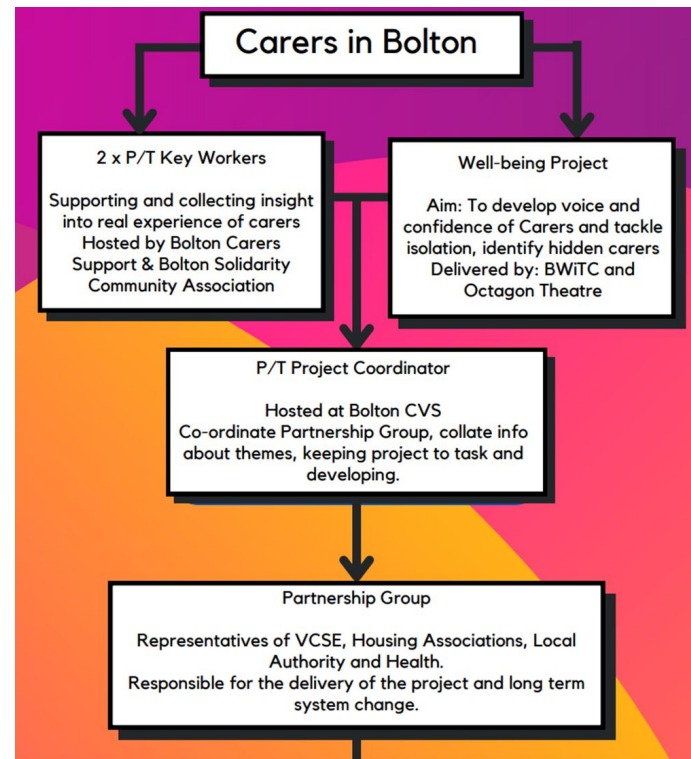 Carers in Bolton
2 x P/T Key Workers
Supporting and collecting insight
into real experience of carers
Hosted by Bolton Carers
Support & Bolton Solidarity
Community Association
Well-being Project
Aim: To develop voice and
confidence of Carers and tackle
isolation, identify hidden carers
Delivered by: BWiTC and
Octagon Theatre
P/T Project Coordinator
Hosted at Bolton CVS
Co-ordinate Partnership Group, collate info
about themes, keeping project to task and
developing.
Partnership Group
Representatives of VCSE, Housing Associations, Local
Authority and Health.
Responsible for the delivery of the project and long term
system change.